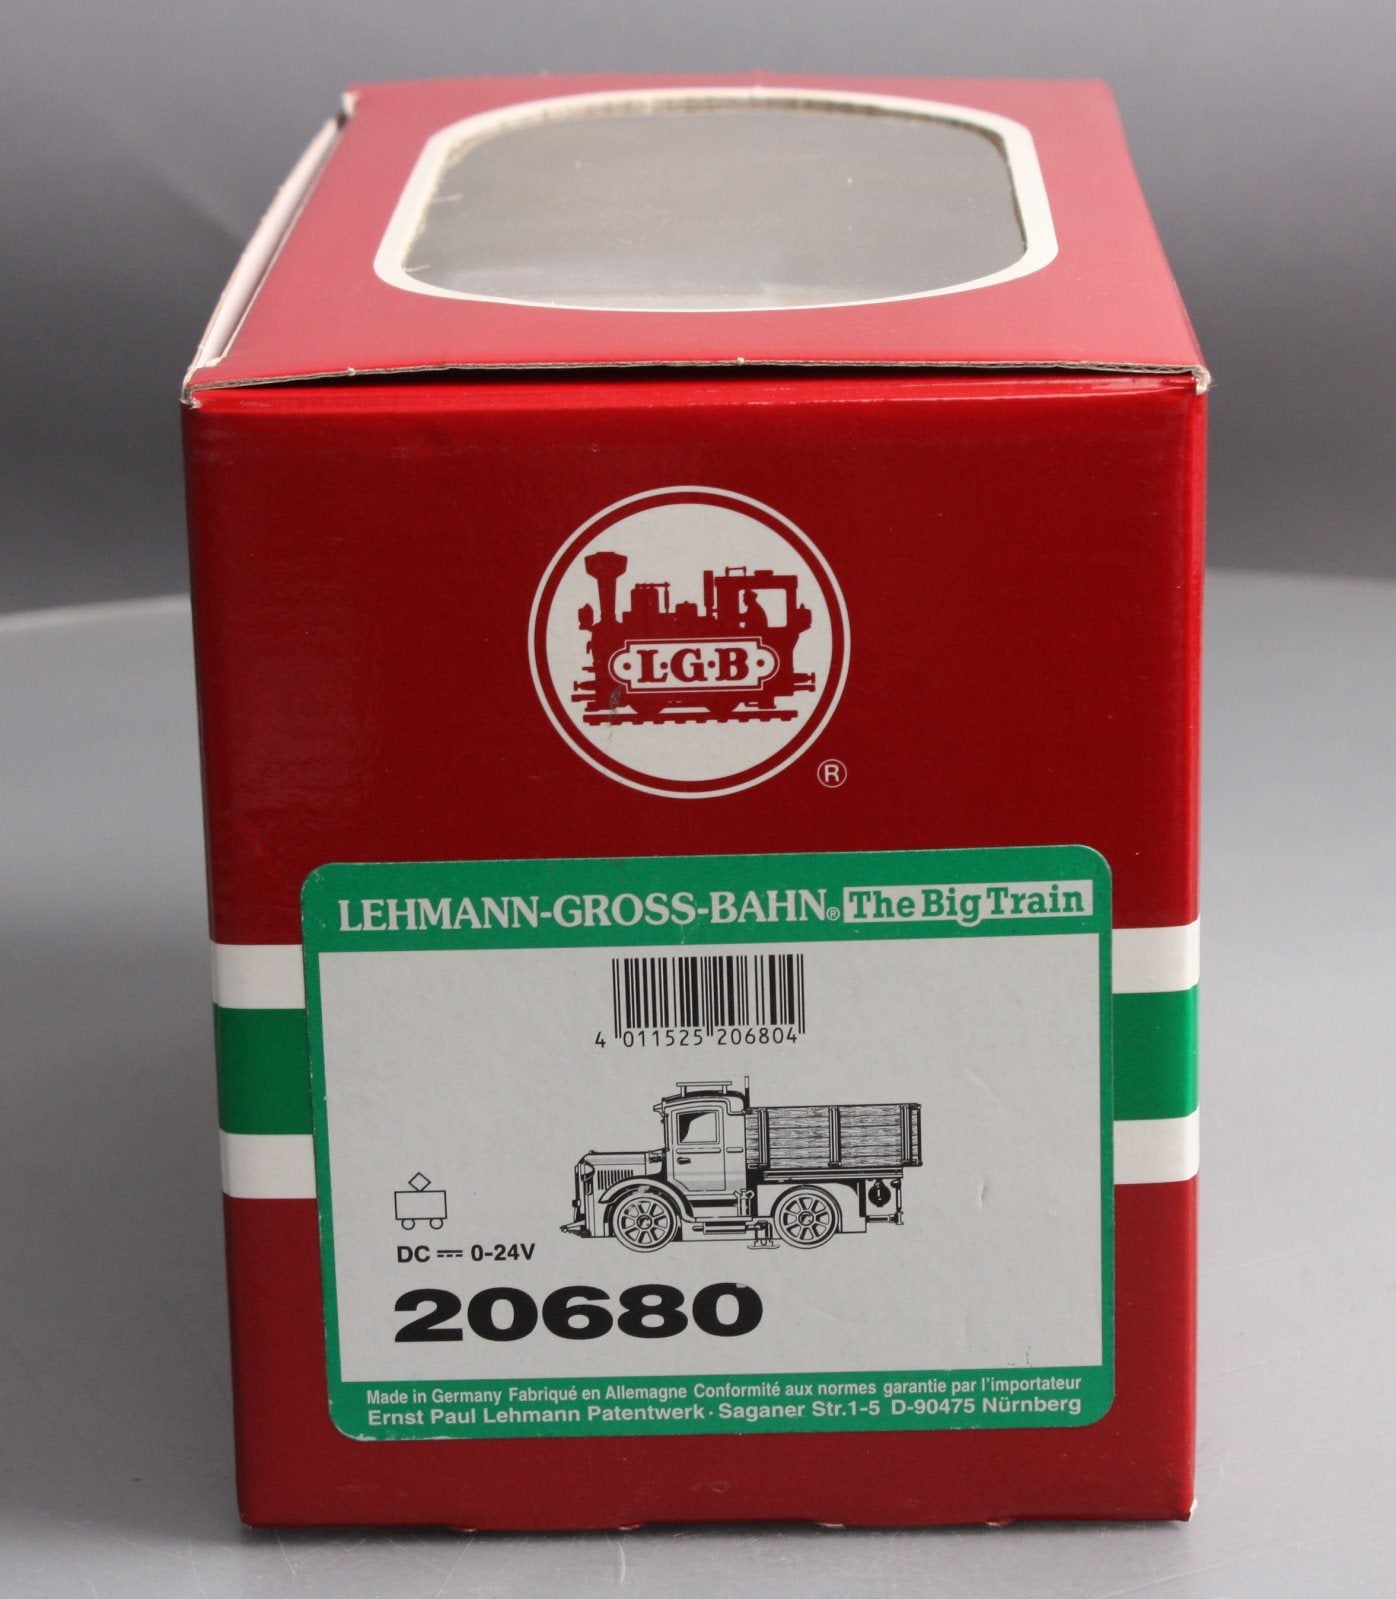 L·G·B
®
LEHMANN-GROSS-BAHN® The Big Train
4 011525 206804
DC ⎓ 0-24V
20680
Made in Germany Fabriqué en Allemagne Conformité aux normes garantie par l'importateur
Ernst Paul Lehmann Patentwerk · Saganer Str.1-5 D-90475 Nürnberg